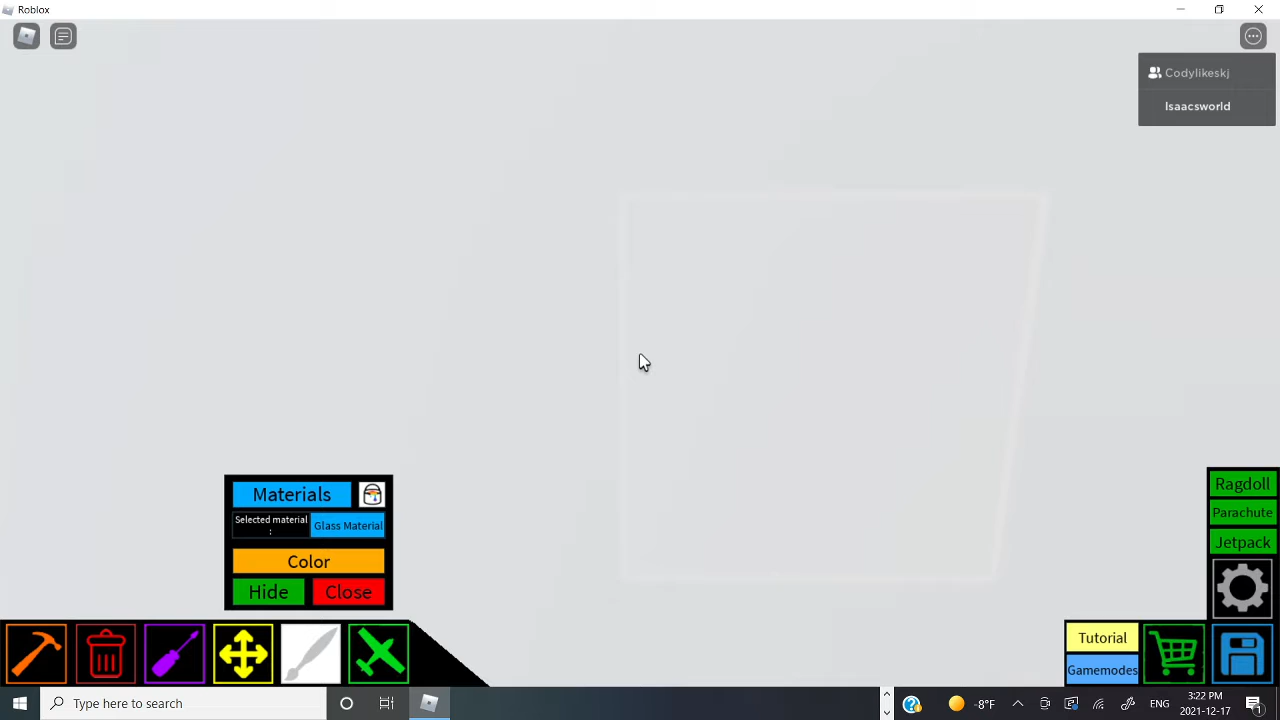 Roblox
Codylikeskj
Isaacsworld
Materials
Selected material
:
Glass Material
Color
Hide
Close
Ragdoll
Parachute
Jetpack
Tutorial
Gamemodes
Type here to search
-8°F
ENG
3:22 PM
2021-12-17
1